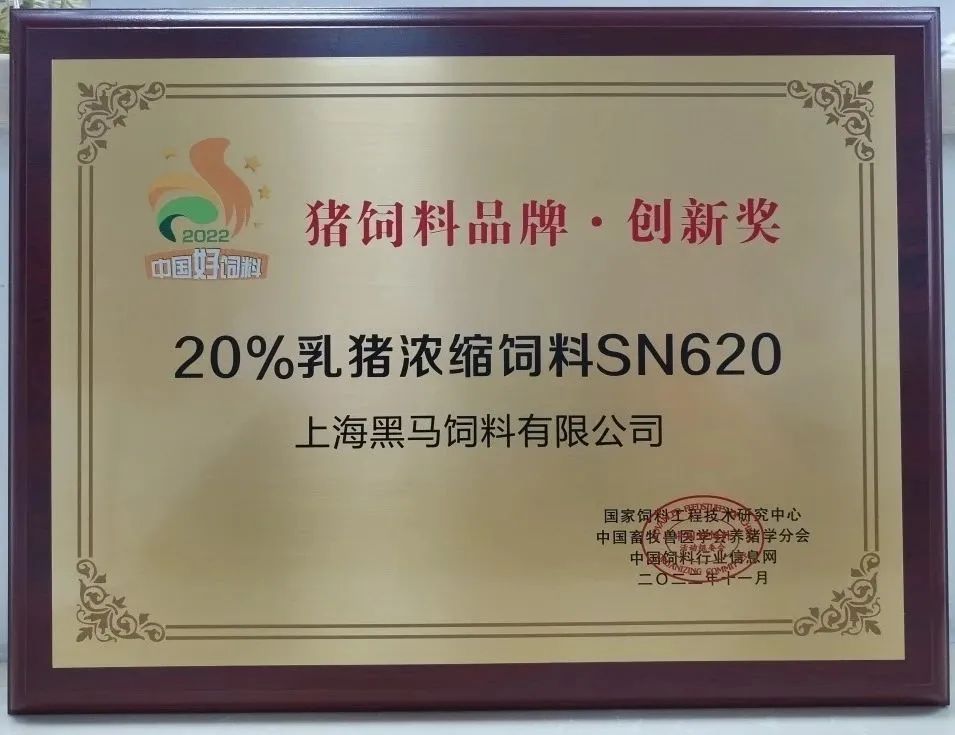 2022
中国好饲料
猪饲料品牌·创新奖
20%乳猪浓缩饲料SN620
上海黑马饲料有限公司
国家饲料工程技术研究中心
中国畜牧兽医学会养猪学分会
中国饲料行业信息网
二〇二二年十一月